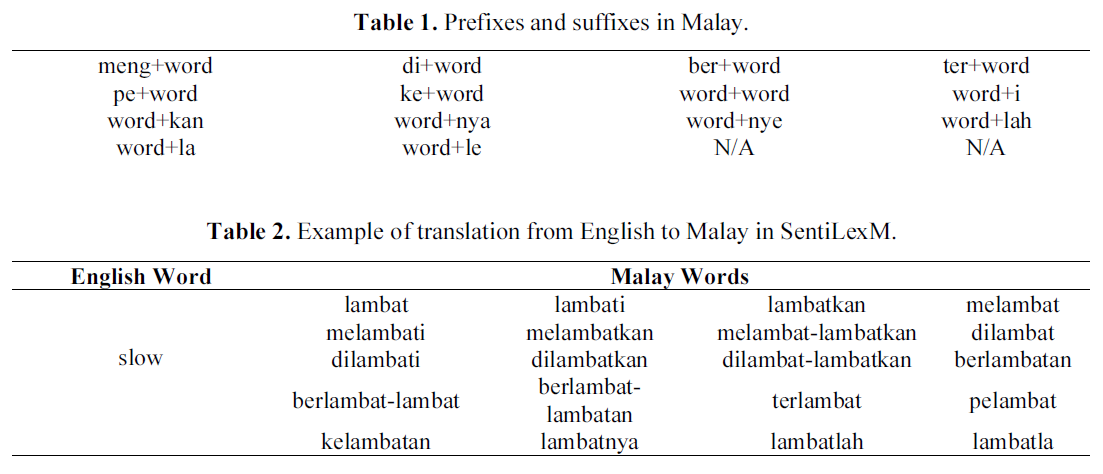 Table 1. Prefixes and suffixes in Malay.
meng+word di+word ber+word ter+word
pe+word ke+word word+word word+i
word+kan word+nya word+nye word+lah
word+la word+le N/A N/A
Table 2. Example of translation from English to Malay in SentiLexM.
English Word Malay Words
lambat lambati lambatkan melambat
melambati melambatkan melambat-lambatkan dilambat
slow dilambati dilambatkan dilambat-lambatkan berlambatan
berlambat-lambat berlambat-
lambatan terlambat pelambat
kelambatan lambatnya lambatlah lambatla